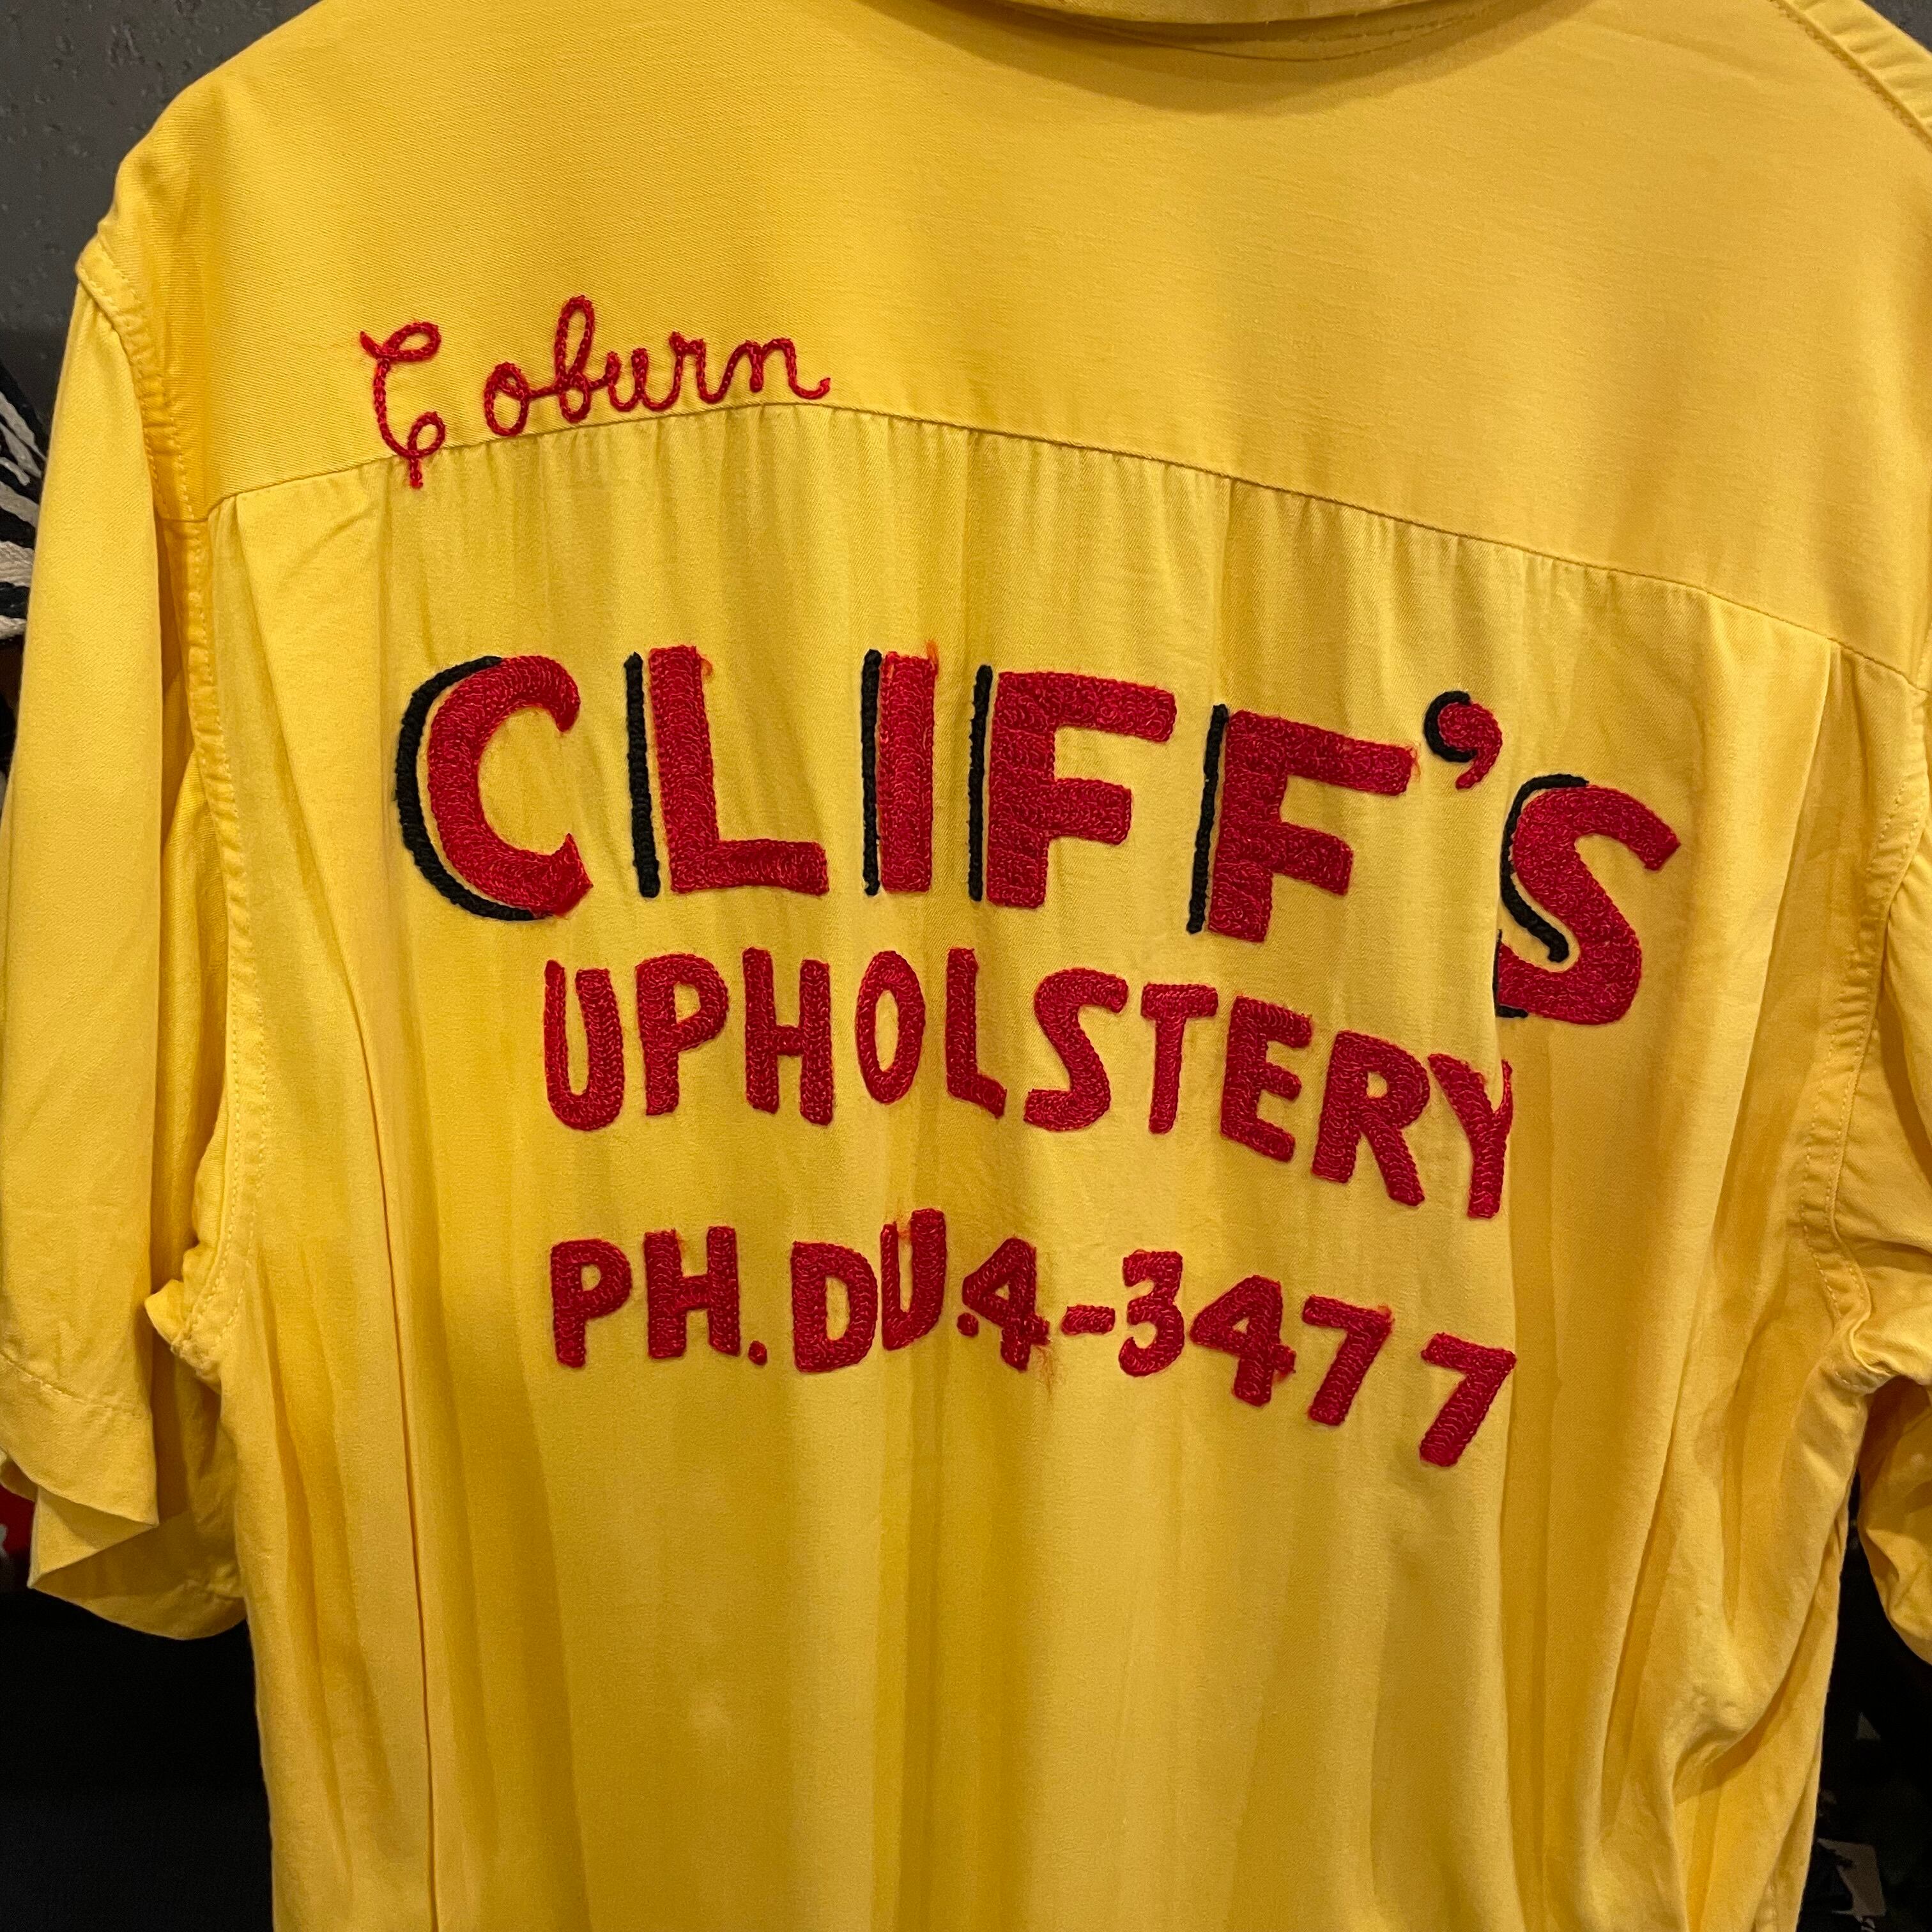 Coburn
CLIFF'S
UPHOLSTERY
PH. DU.4-3477